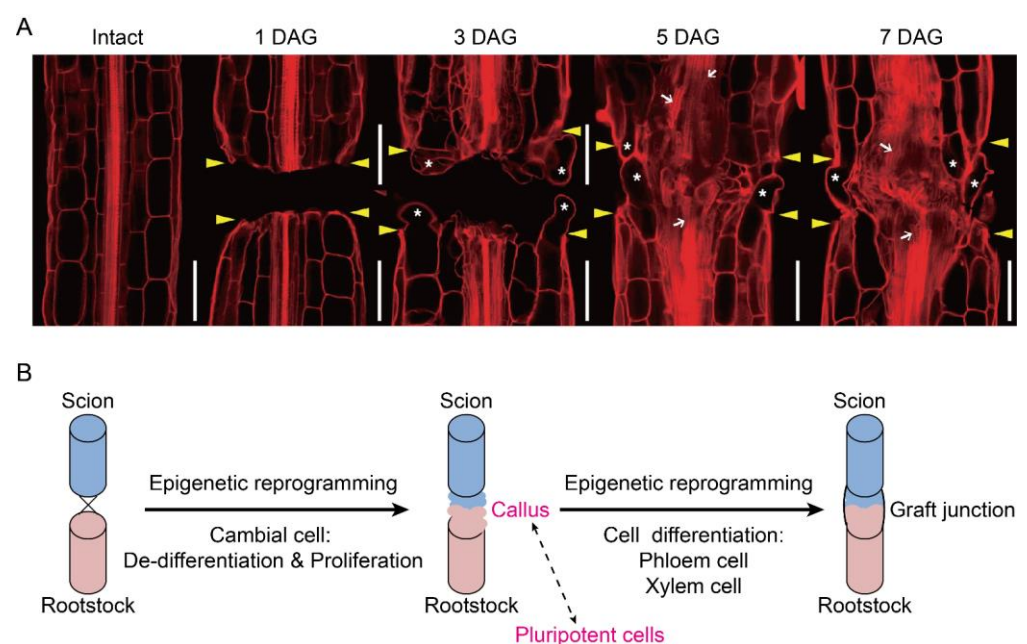 A
Intact
1 DAG
3 DAG
5 DAG
7 DAG
*
*
*
*
*
*
*
*
*
*
B
Scion
Rootstock
Epigenetic reprogramming
Cambial cell:
De-differentiation & Proliferation
Scion
Callus
Rootstock
Pluripotent cells
Epigenetic reprogramming
Cell differentiation:
Phloem cell
Xylem cell
Scion
Graft junction
Rootstock